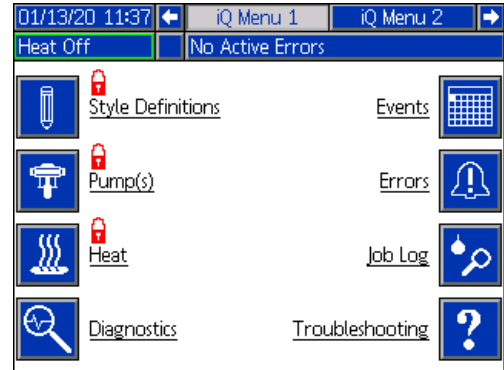 01/13/20 11:37 iQ Menu 1 iQ Menu 2
Heat Off No Active Errors
Style Definitions Events
Pump(s) Errors
Heat Job Log
Diagnostics Troubleshooting ?